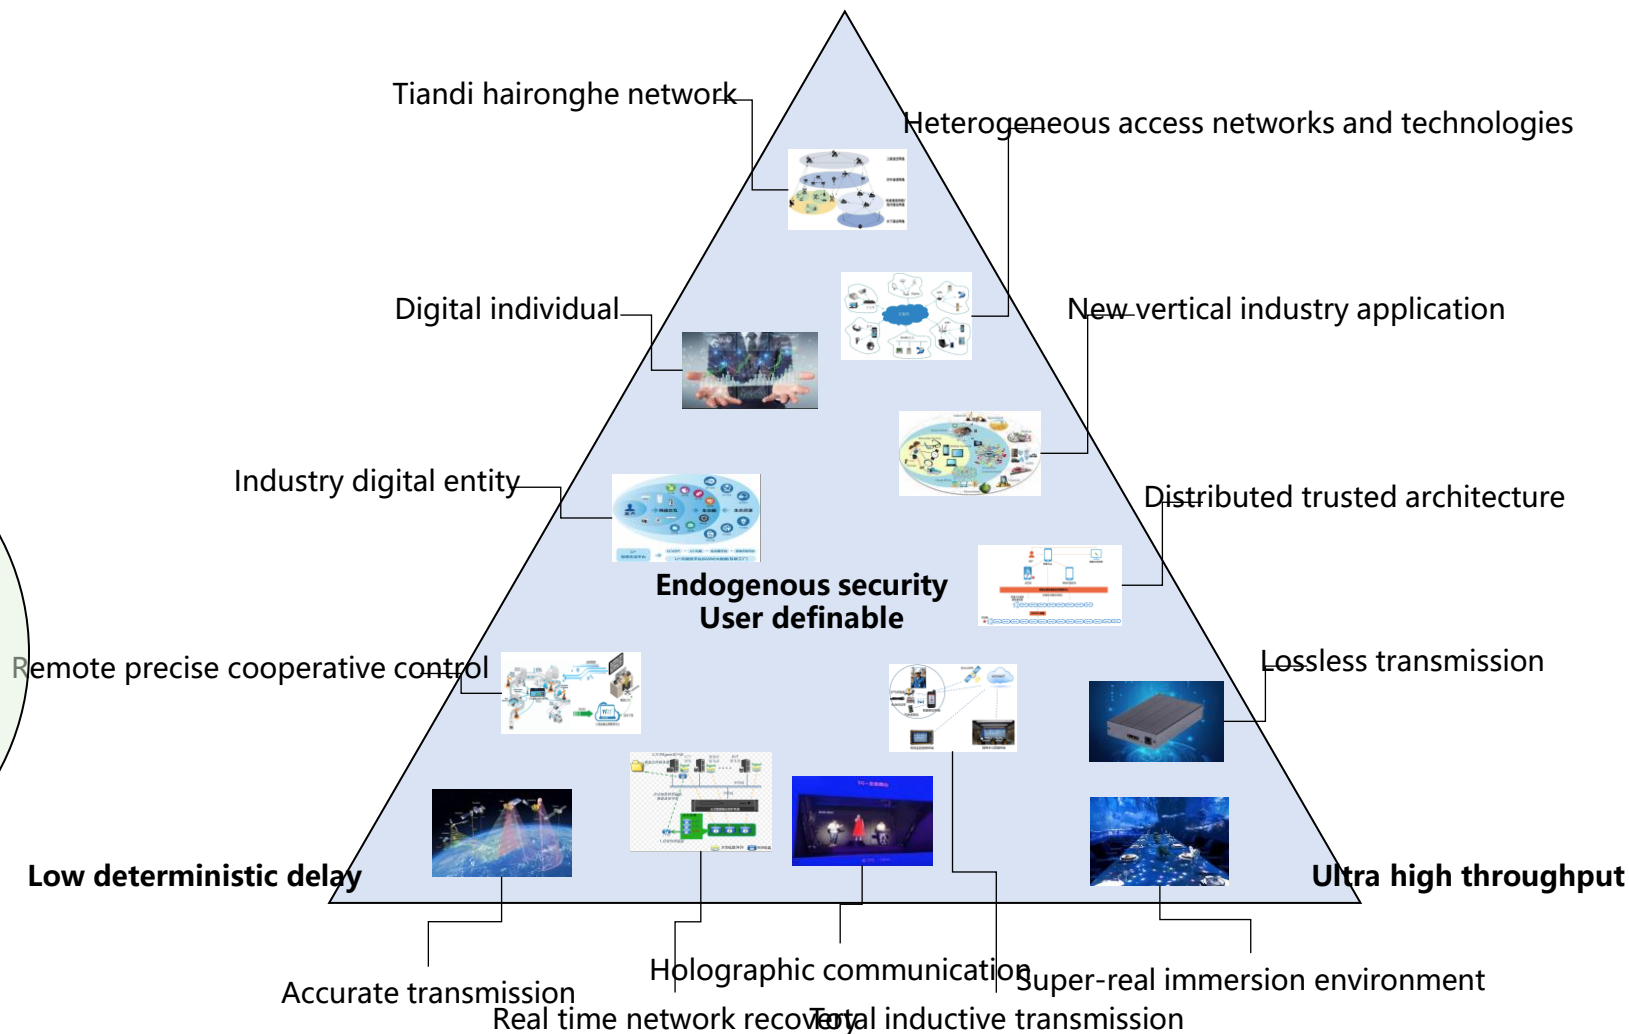 Tiandi haironghe network
Heterogeneous access networks and technologies
Digital individual
New vertical industry application
Industry digital entity
Distributed trusted architecture
Endogenous security
User definable
Remote precise cooperative control
Lossless transmission
Low deterministic delay
Ultra high throughput
Holographic communication
Super-real immersion environment
Accurate transmission
Real time network recovery
Total inductive transmission